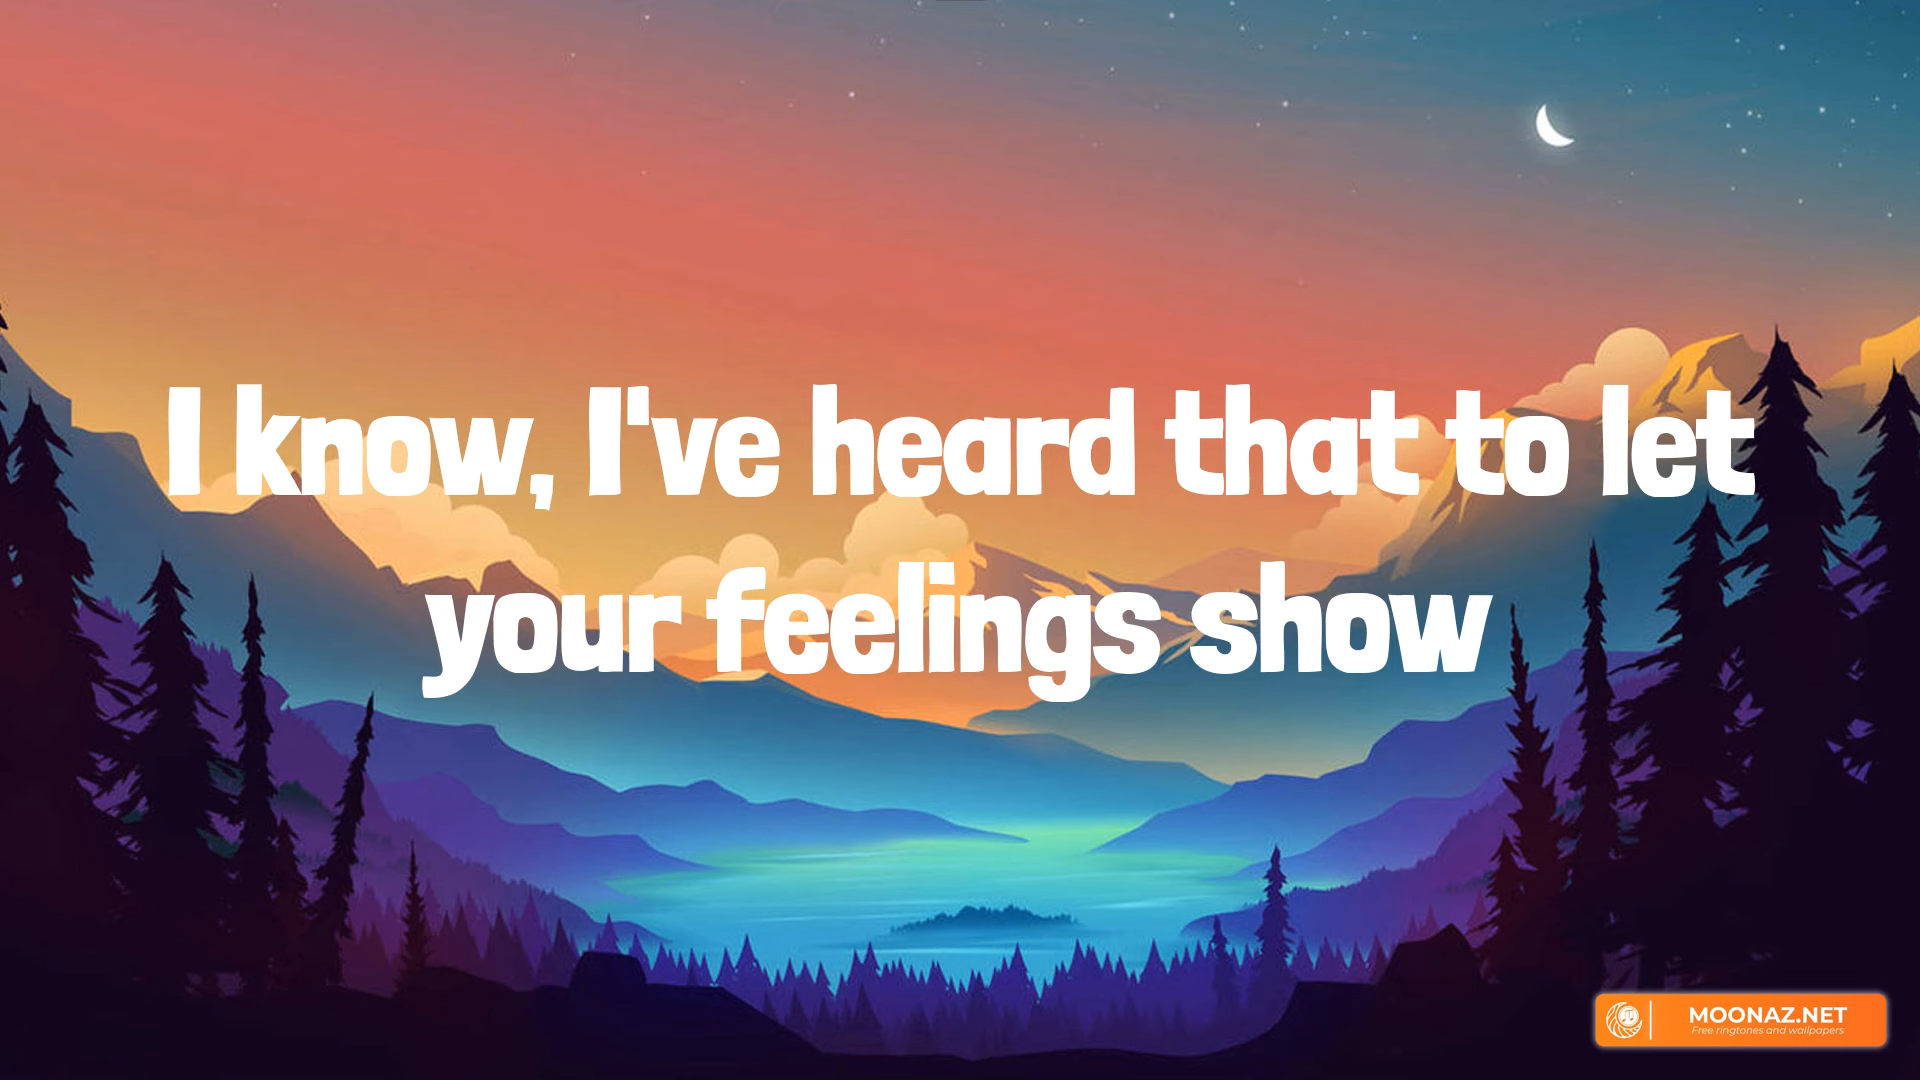 I know, I've heard that to let
your feelings show
MOONAZ.NET
Free ringtones and wallpapers